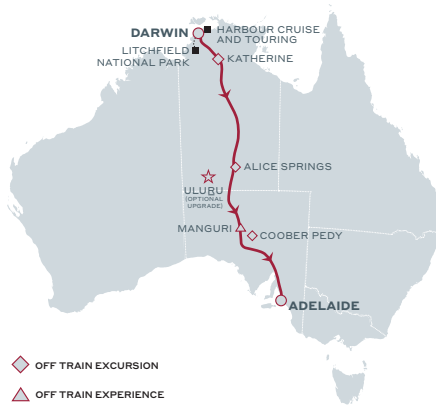 HARBOUR CRUISE
AND TOURING
DARWIN
LITCHFIELD
NATIONAL PARK
KATHERINE
ALICE SPRINGS
ULURU
(OPTIONAL
UPGRADE)
MANGURI
COOBER PEDY
ADELAIDE
OFF TRAIN EXCURSION
OFF TRAIN EXPERIENCE